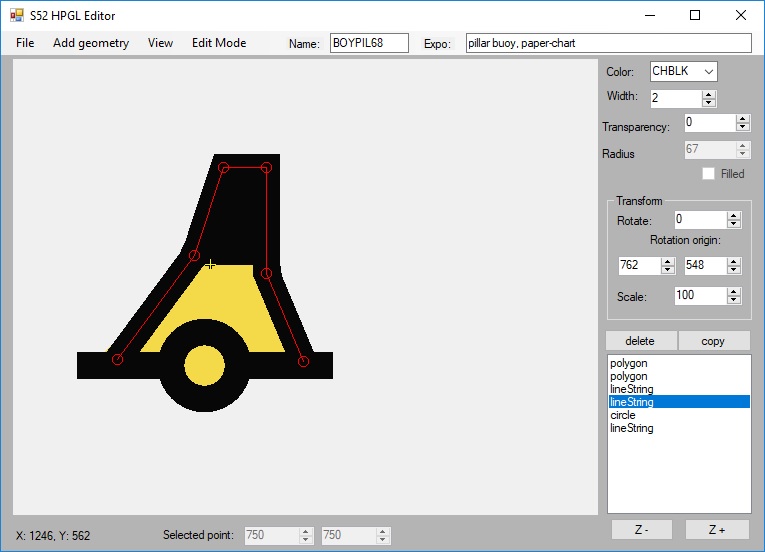 S52 HPGL Editor
File Add geometry View Edit Mode Name: BOYPIL68 Expo: pillar buoy, paper-chart
Color: CHBLK
Width: 2
Transparency: 0
Radius 67
Filled
Transform
Rotate: 0
Rotation origin:
762 548
Scale: 100
delete copy
polygon
polygon
lineString
lineString
circle
lineString
Z - Z +
X: 1246, Y: 562 Selected point: 750 750